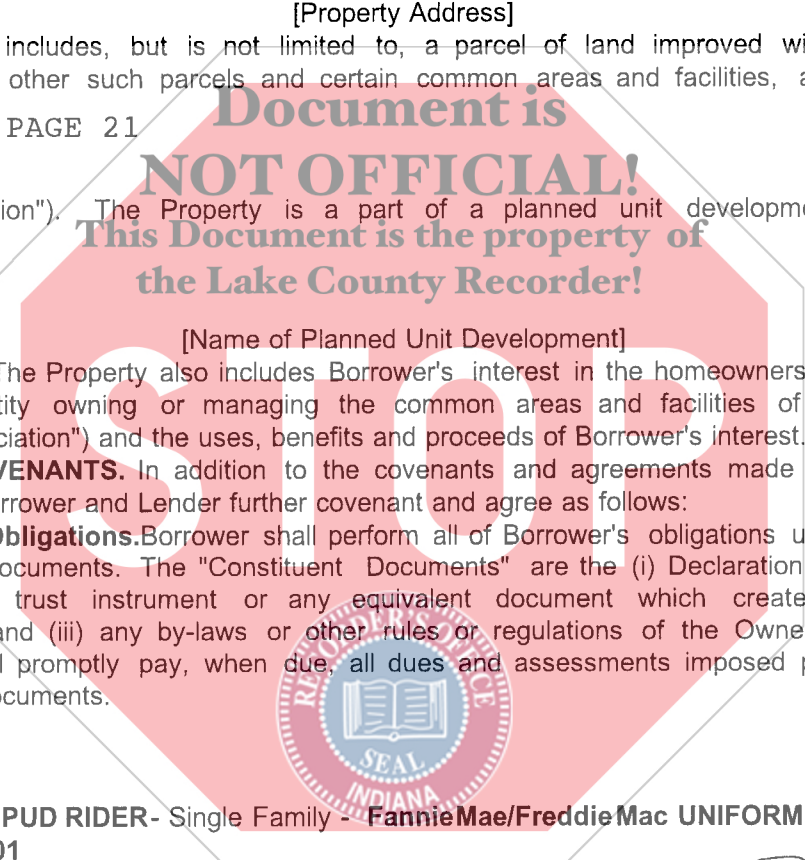 [Property Address]
includes, but is not limited to, a parcel of land improved wi
other such parcels and certain common areas and facilities, a
Document is
PAGE 21
NOT OFFICIAL!
ion"). The Property is a part of a planned unit developme
This Document is the property of
the Lake County Recorder!
[Name of Planned Unit Development]
The Property also includes Borrower's interest in the homeowners
tity owning or managing the common areas and facilities of
ciation") and the uses, benefits and proceeds of Borrower's interest.
VENANTS. In addition to the covenants and agreements made
rrower and Lender further covenant and agree as follows:
STOP
Obligations.Borrower shall perform all of Borrower's obligations u
ocuments. The "Constituent Documents" are the (i) Declaration
trust instrument or any equivalent document which create
and (iii) any by-laws or other rules or regulations of the Owne
l promptly pay, when due, all dues and assessments imposed p
ocuments.
RECORDER'S OFFICE
SEAL
INDIANA
PUD RIDER- Single Family - FannieMae/FreddieMac UNIFORM
01